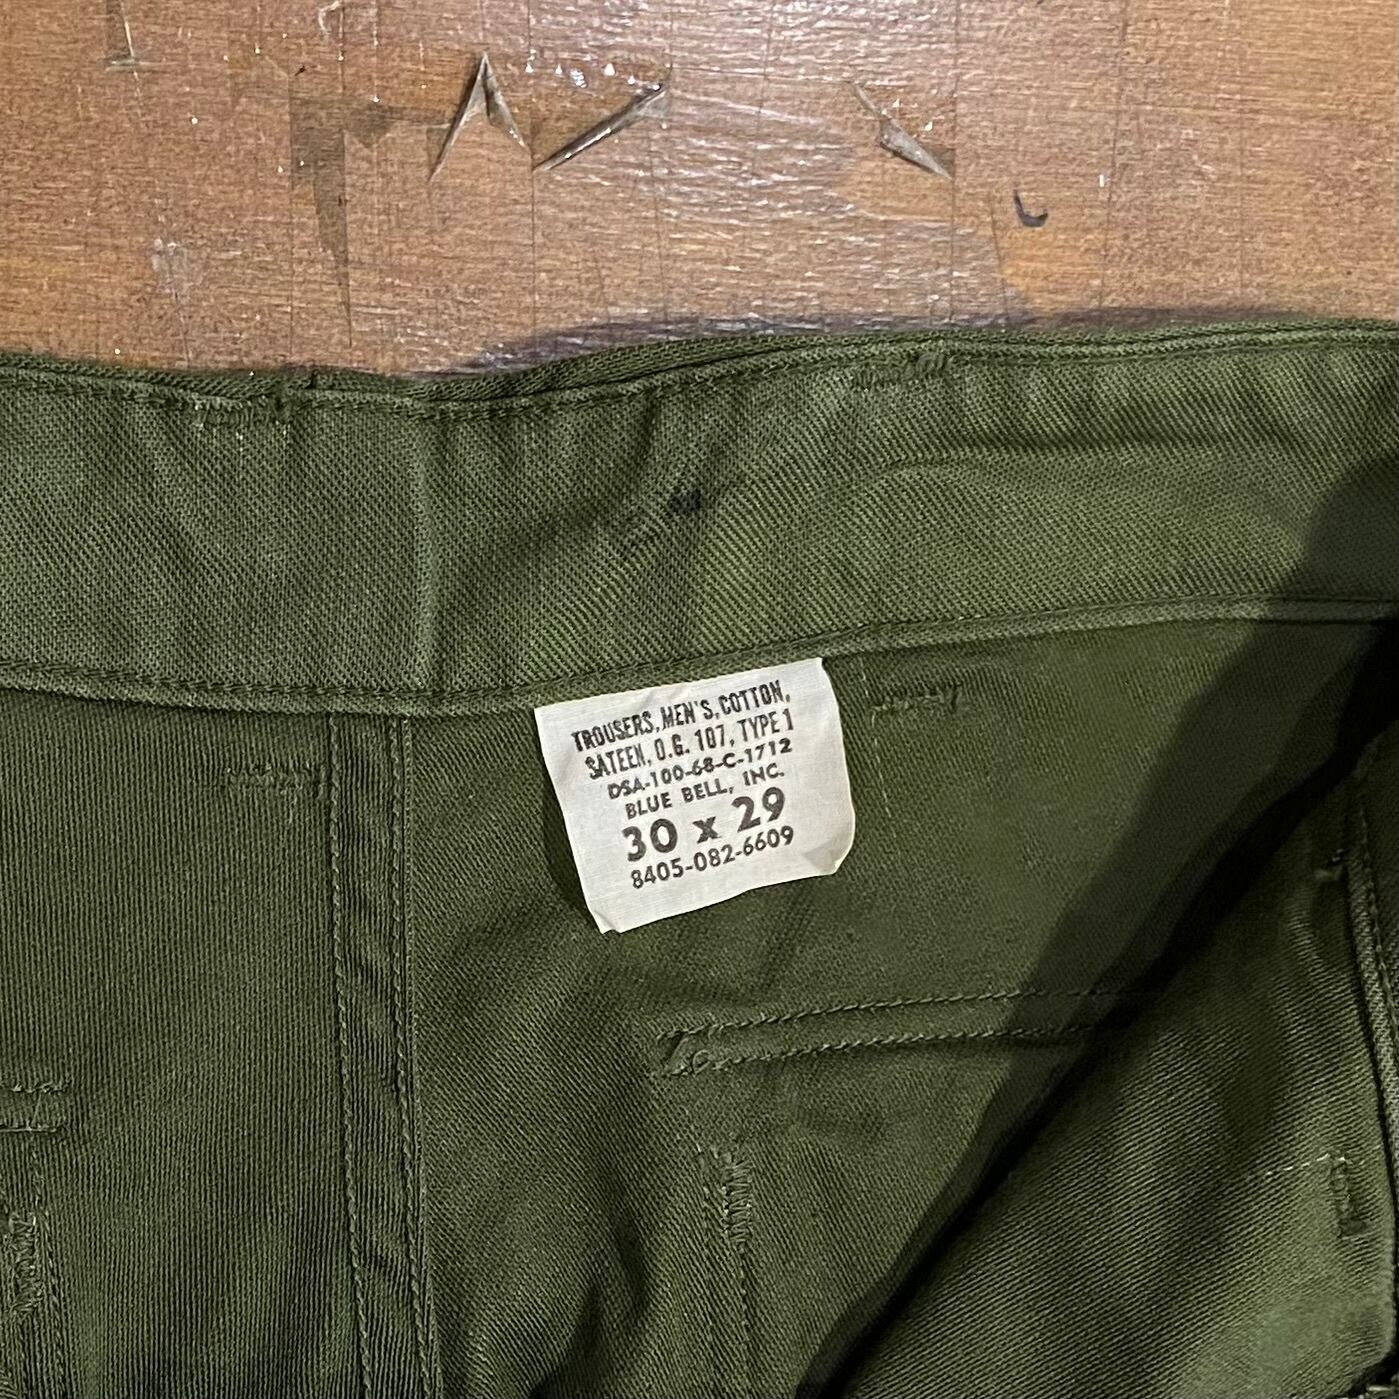 TROUSERS, MEN'S, COTTON,
SATEEN, O.G. 107, TYPE 1
DSA-100-68-C-1712
BLUE BELL, INC.
30 x 29
8405-082-6609